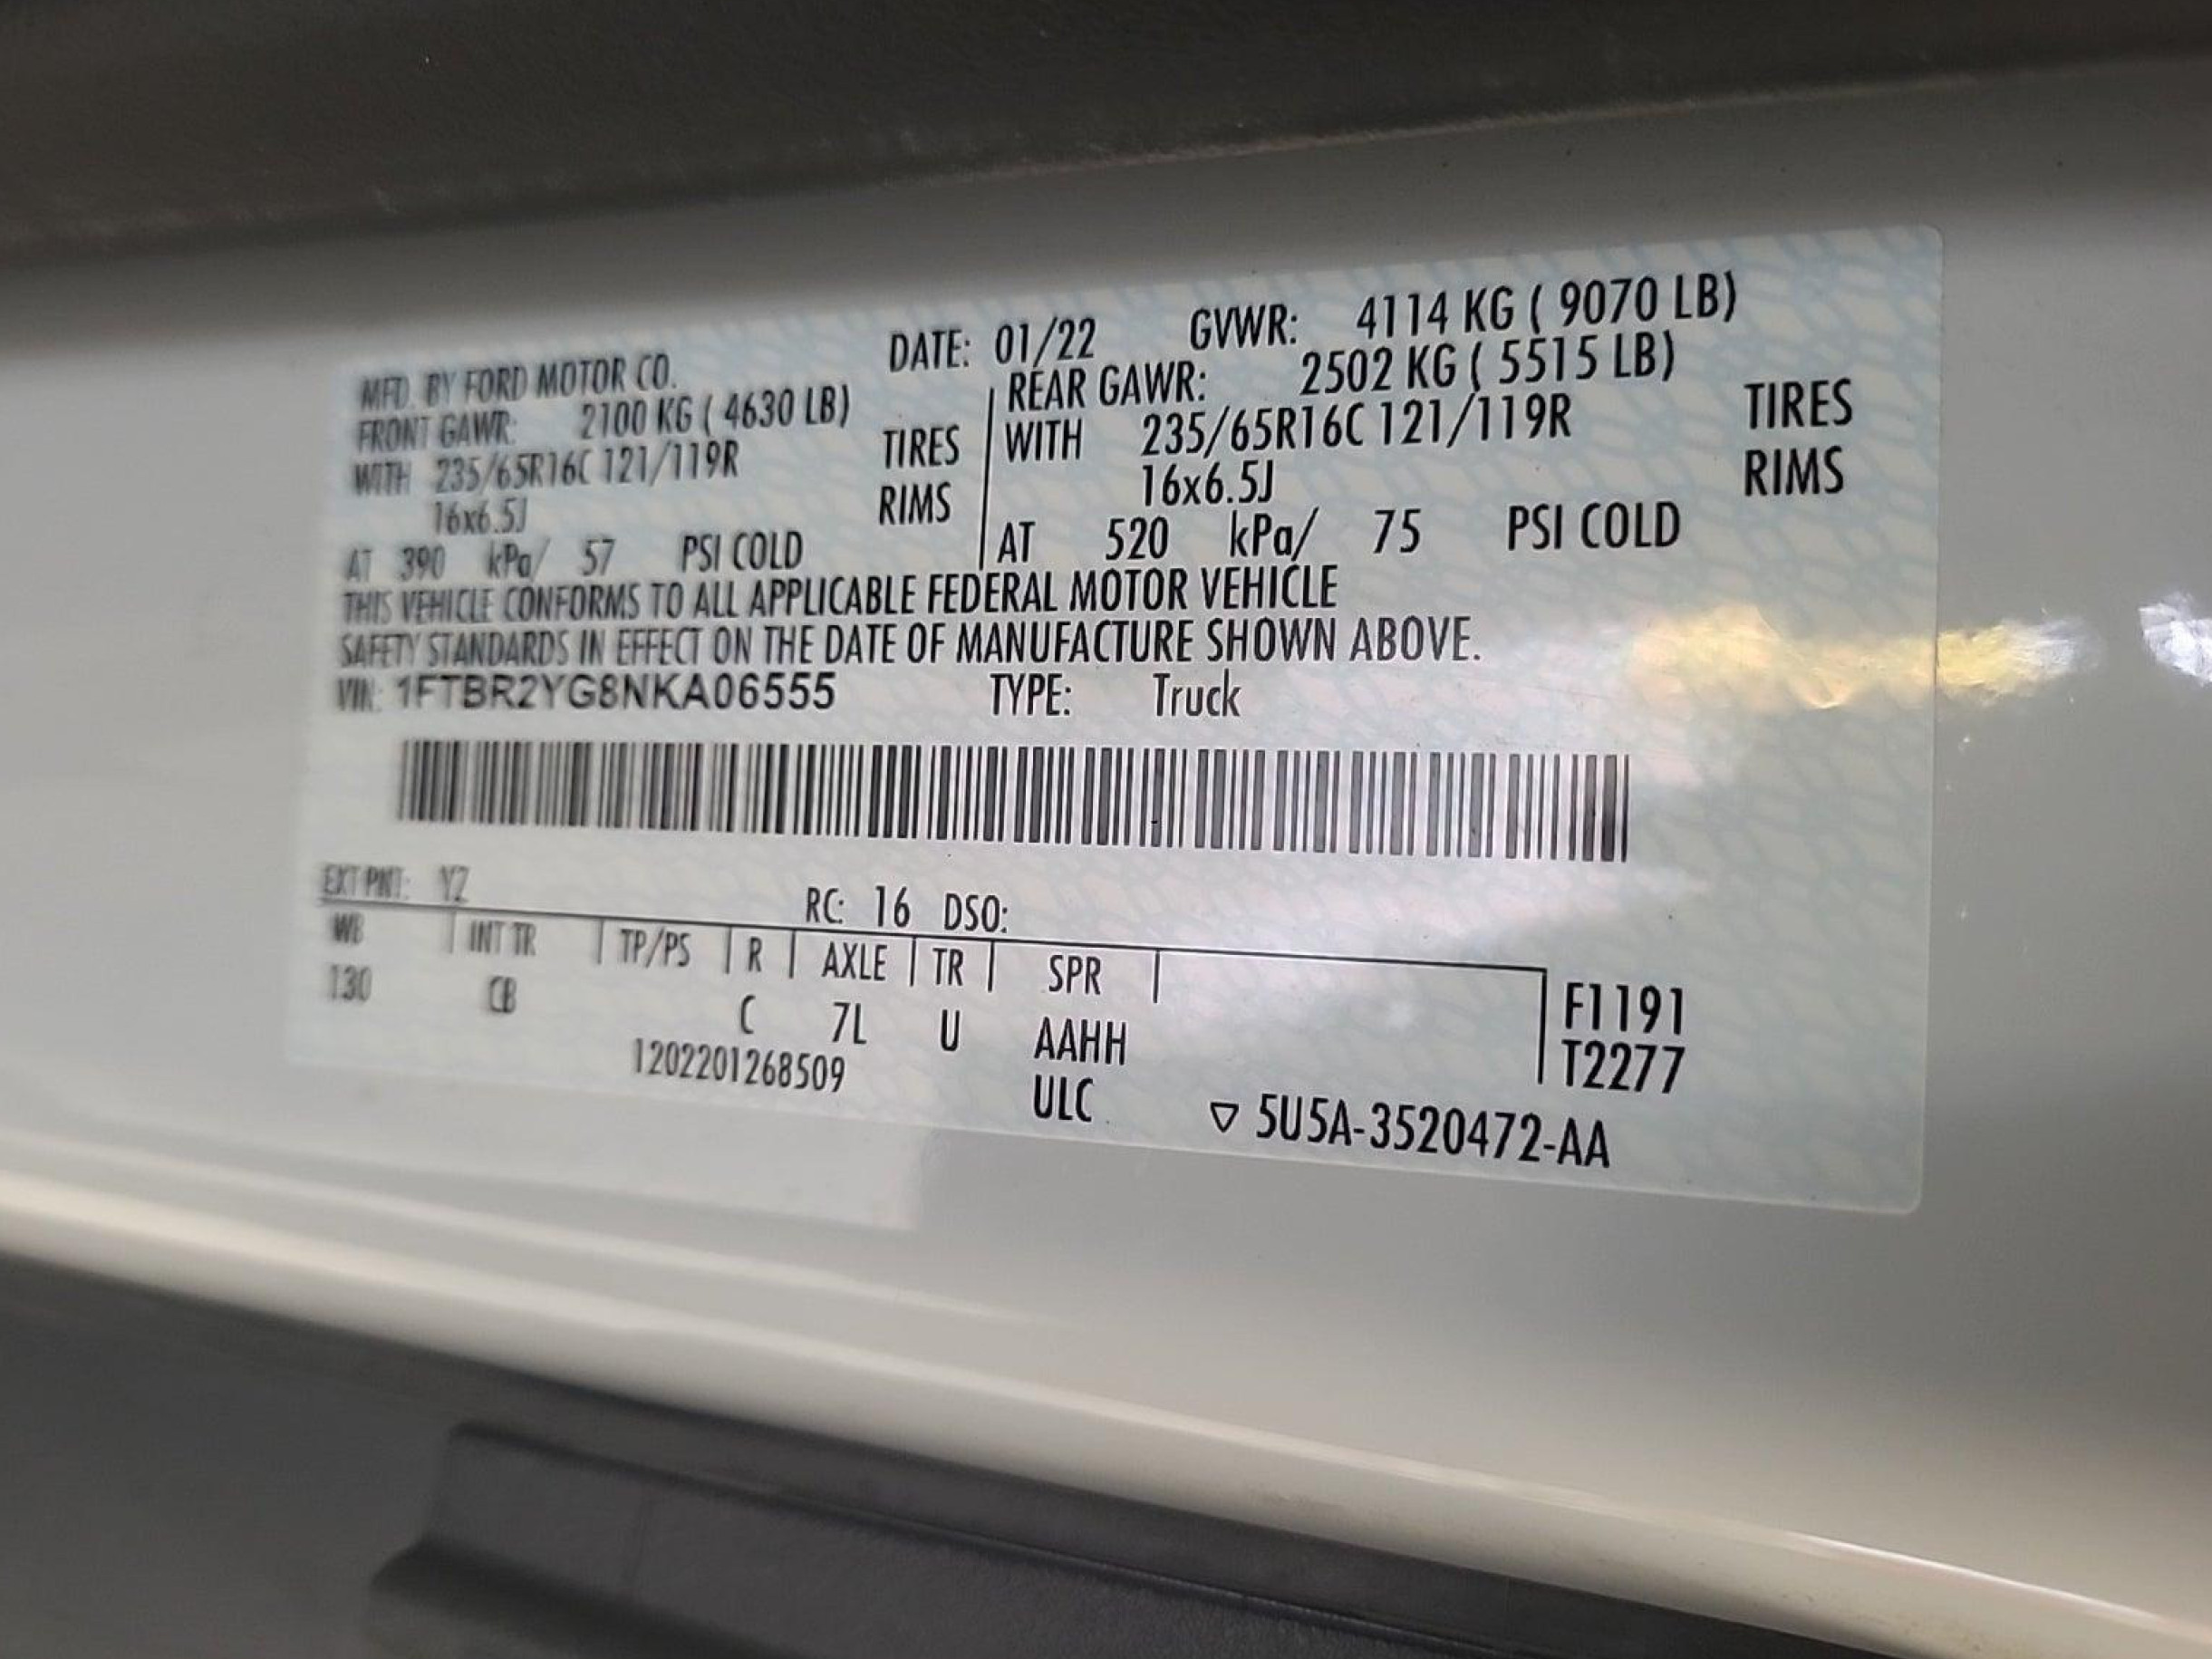 MFD. BY FORD MOTOR CO. DATE: 01/22 GVWR: 4114 KG ( 9070 LB)
FRONT GAWR: 2100 KG ( 4630 LB) REAR GAWR: 2502 KG ( 5515 LB)
WITH 235/65R16C 121/119R TIRES WITH 235/65R16C 121/119R TIRES
16x6.5J RIMS 16x6.5J RIMS
AT 390 kPa/ 57 PSI COLD AT 520 kPa/ 75 PSI COLD
THIS VEHICLE CONFORMS TO ALL APPLICABLE FEDERAL MOTOR VEHICLE
SAFETY STANDARDS IN EFFECT ON THE DATE OF MANUFACTURE SHOWN ABOVE.
VIN: 1FTBR2YG8NKA06555 TYPE: Truck
EXT PNT: YZ RC: 16 DSO:
WB INT TR TP/PS R AXLE TR SPR F1191
130 CB C 7L U AAHH T2277
1202201268509 ULC ▽ 5U5A-3520472-AA